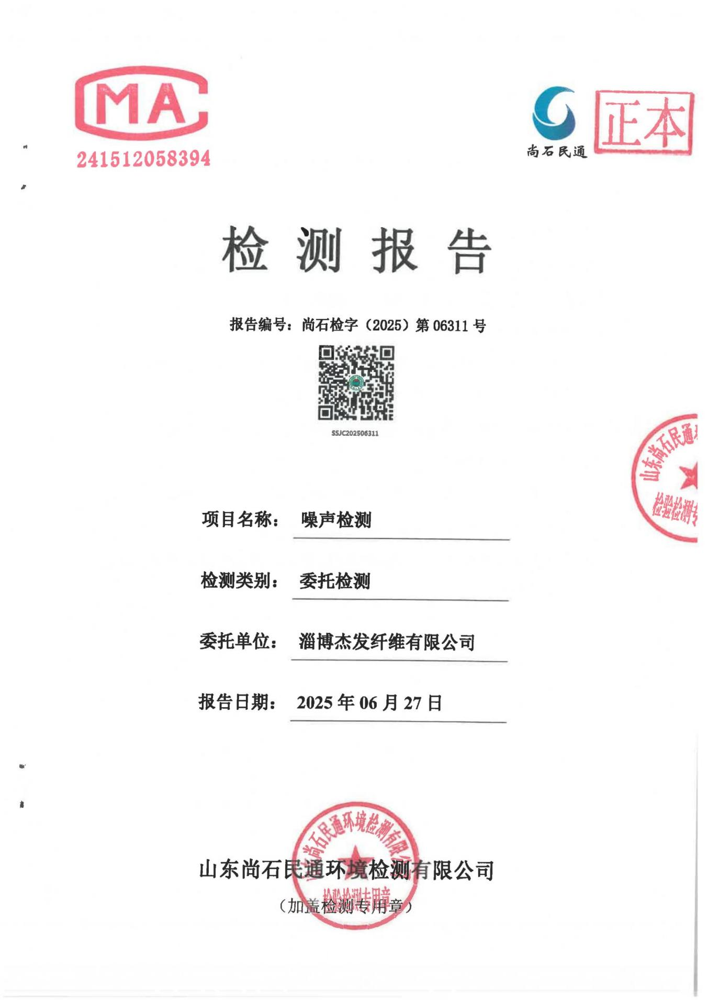 MA
241512058394
尚石民通
正本
检测报告
报告编号：尚石检字（2025）第 06311 号
SSJC202506311
山东尚石民通
检验检测专
项目名称： 噪声检测
检测类别： 委托检测
委托单位： 淄博杰发纤维有限公司
报告日期： 2025 年 06 月 27 日
山东尚石民通环境检测有限公司
山东尚石民通环境检测有限公司
检验检测专用章
（加盖检测专用章）